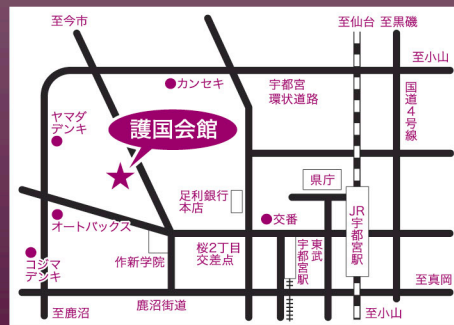 至今市
至仙台
至黒磯
至小山
カンセキ
宇都宮
環状道路
国道4号線
ヤマダ
デンキ
護国会館
県庁
足利銀行
本店
交番
JR宇都宮駅
オートバックス
桜2丁目
交差点
東武
宇都宮駅
作新学院
コジマ
デンキ
至真岡
至鹿沼
鹿沼街道
至小山